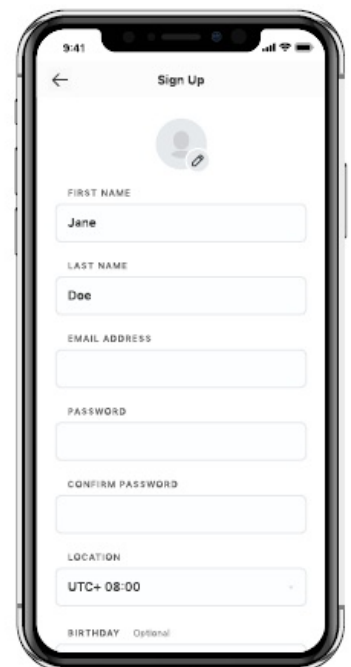 9:41
Sign Up
FIRST NAME
Jane
LAST NAME
Doe
EMAIL ADDRESS
PASSWORD
CONFIRM PASSWORD
LOCATION
UTC+ 08:00
BIRTHDAY Optional